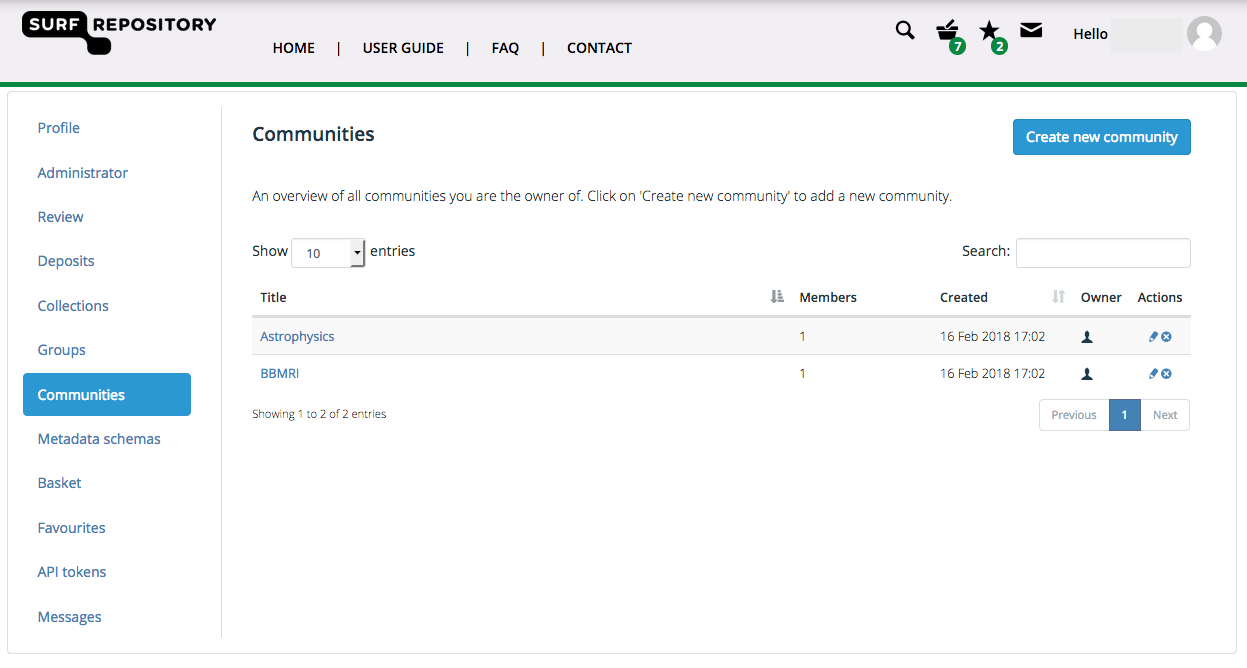 SURF REPOSITORY
HOME | USER GUIDE | FAQ | CONTACT
7
2
Hello
Profile
Administrator
Review
Deposits
Collections
Groups
Communities
Metadata schemas
Basket
Favourites
API tokens
Messages
Communities
Create new community
An overview of all communities you are the owner of. Click on 'Create new community' to add a new community.
Show 10 entries
Search:
Title Members Created Owner Actions
Astrophysics 1 16 Feb 2018 17:02
BBMRI 1 16 Feb 2018 17:02
Showing 1 to 2 of 2 entries
Previous 1 Next